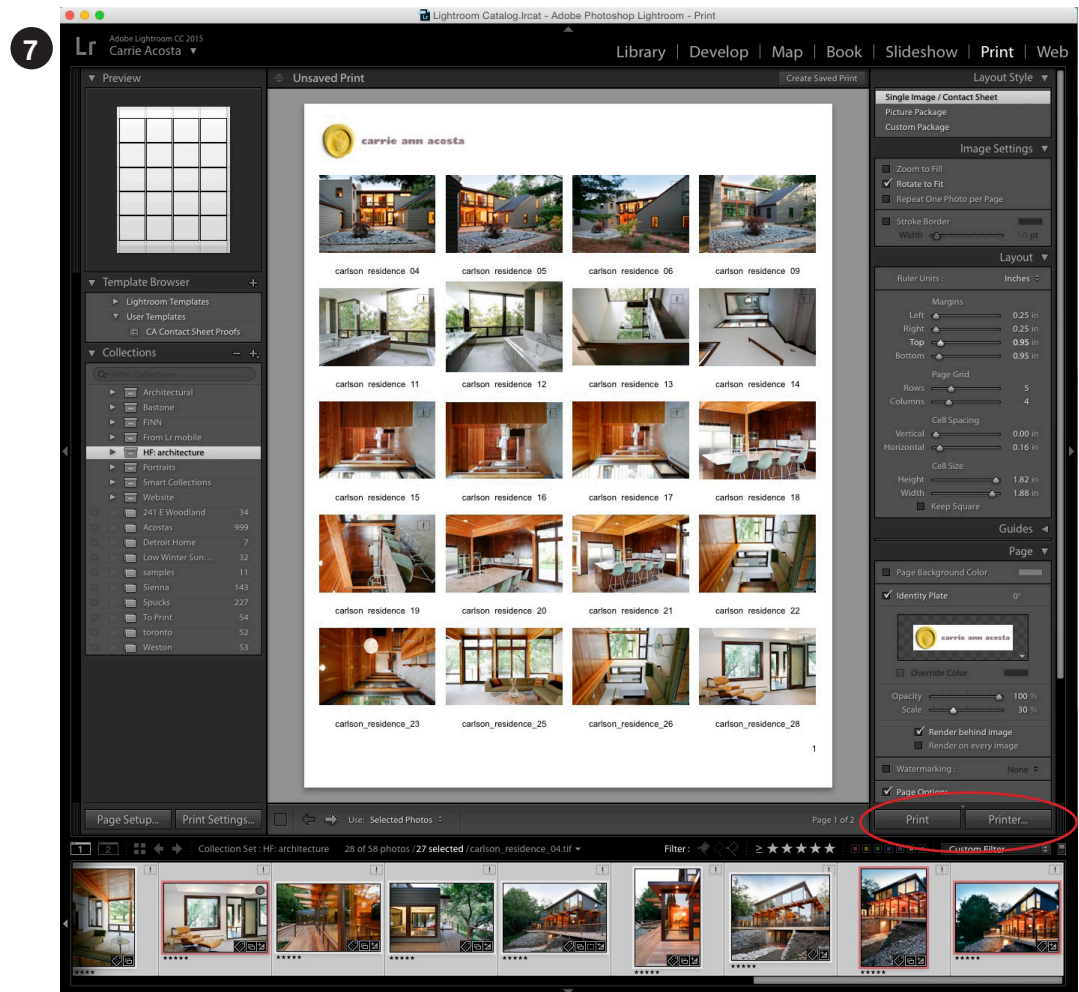 7
Lightroom Catalog.lrcat - Adobe Photoshop Lightroom - Print
Lr
Adobe Lightroom CC 2015
Carrie Acosta
Library | Develop | Map | Book | Slideshow | Print | Web
Preview
Unsaved Print
Create Saved Print
Layout Style
Single Image / Contact Sheet
Picture Package
Custom Package
Image Settings
Zoom to Fill
Rotate to Fit
Repeat One Photo per Page
Stroke Border
Width 1.0 pt
Layout
Ruler Units : Inches
Margins
Left 0.25 in
Right 0.25 in
Top 0.95 in
Bottom 0.95 in
Page Grid
Rows 5
Columns 4
Cell Spacing
Vertical 0.00 in
Horizontal 0.16 in
Cell Size
Height 1.82 in
Width 1.88 in
Keep Square
Guides
Page
Page Background Color
Identity Plate 0°
carrie ann acosta
Override Color
Opacity 100 %
Scale 30 %
Render behind image
Render on every image
Watermarking : None
Page Options
Print Printer...
Template Browser
Lightroom Templates
User Templates
CA Contact Sheet Proofs
Collections
Filter Collections
Architectural
Bastone
FINN
From Lr mobile
HF: architecture
Portraits
Smart Collections
Website
241 E Woodland 34
Acostas 999
Detroit Home 7
Low Winter Sun... 32
samples 11
Sienna 143
Spucks 227
To Print 54
toronto 52
Weston 53
Page Setup... Print Settings...
carrie ann acosta
carlson_residence_04 carlson_residence_05 carlson_residence_06 carlson_residence_09
carlson_residence_11 carlson_residence_12 carlson_residence_13 carlson_residence_14
carlson_residence_15 carlson_residence_16 carlson_residence_17 carlson_residence_18
carlson_residence_19 carlson_residence_20 carlson_residence_21 carlson_residence_22
carlson_residence_23 carlson_residence_25 carlson_residence_26 carlson_residence_28
1
Use: Selected Photos
Page 1 of 2
1 2 Collection Set : HF: architecture 28 of 58 photos / 27 selected / carlson_residence_04.tif Filter : ≥ ★★★★★ Custom Filter